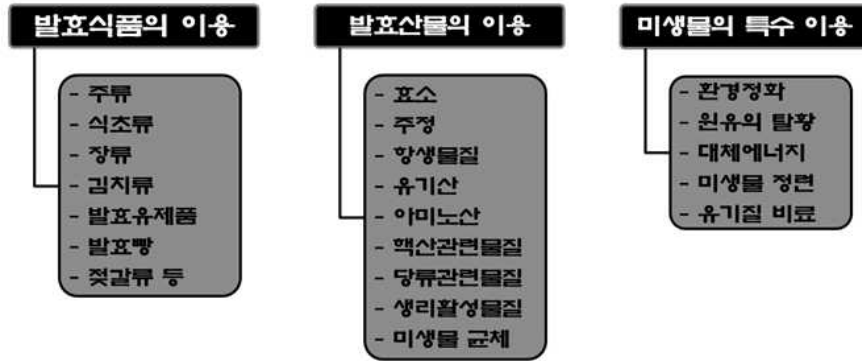 발효식품의 이용
- 주류
- 식초류
- 장류
- 김치류
- 발효유제품
- 발효빵
- 젓갈류 등
발효산물의 이용
- 효소
- 주정
- 항생물질
- 유기산
- 아미노산
- 핵산관련물질
- 당류관련물질
- 생리활성물질
- 미생물 균체
미생물의 특수 이용
- 환경정화
- 원유의 탈황
- 대체에너지
- 미생물 정련
- 유기질 비료